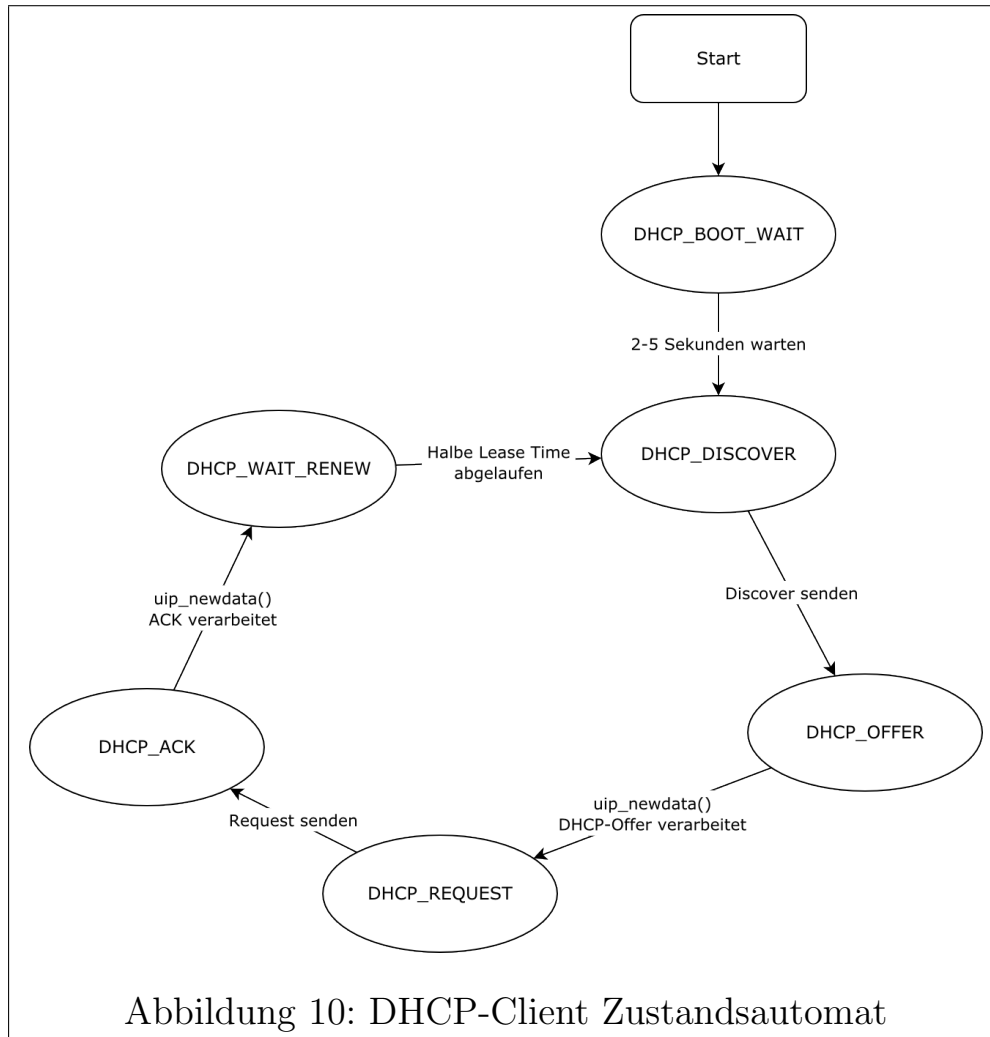 Start
DHCP_BOOT_WAIT
2-5 Sekunden warten
DHCP_DISCOVER
DHCP_WAIT_RENEW
Halbe Lease Time
abgelaufen
Discover senden
uip_newdata()
ACK verarbeitet
DHCP_OFFER
DHCP_ACK
uip_newdata()
DHCP-Offer verarbeitet
Request senden
DHCP_REQUEST
Abbildung 10: DHCP-Client Zustandsautomat